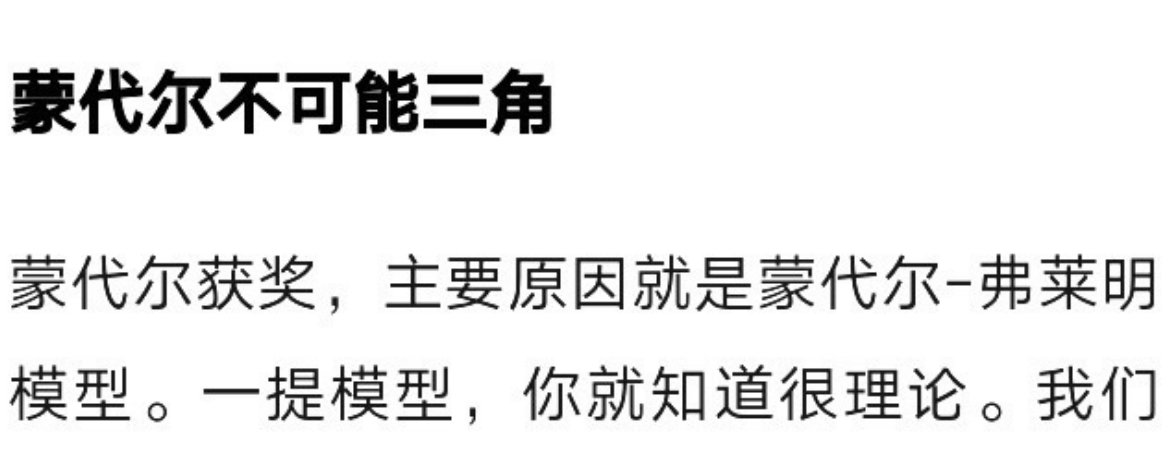 蒙代尔不可能三角
蒙代尔获奖，主要原因就是蒙代尔-弗莱明
模型。一提模型，你就知道很理论。我们